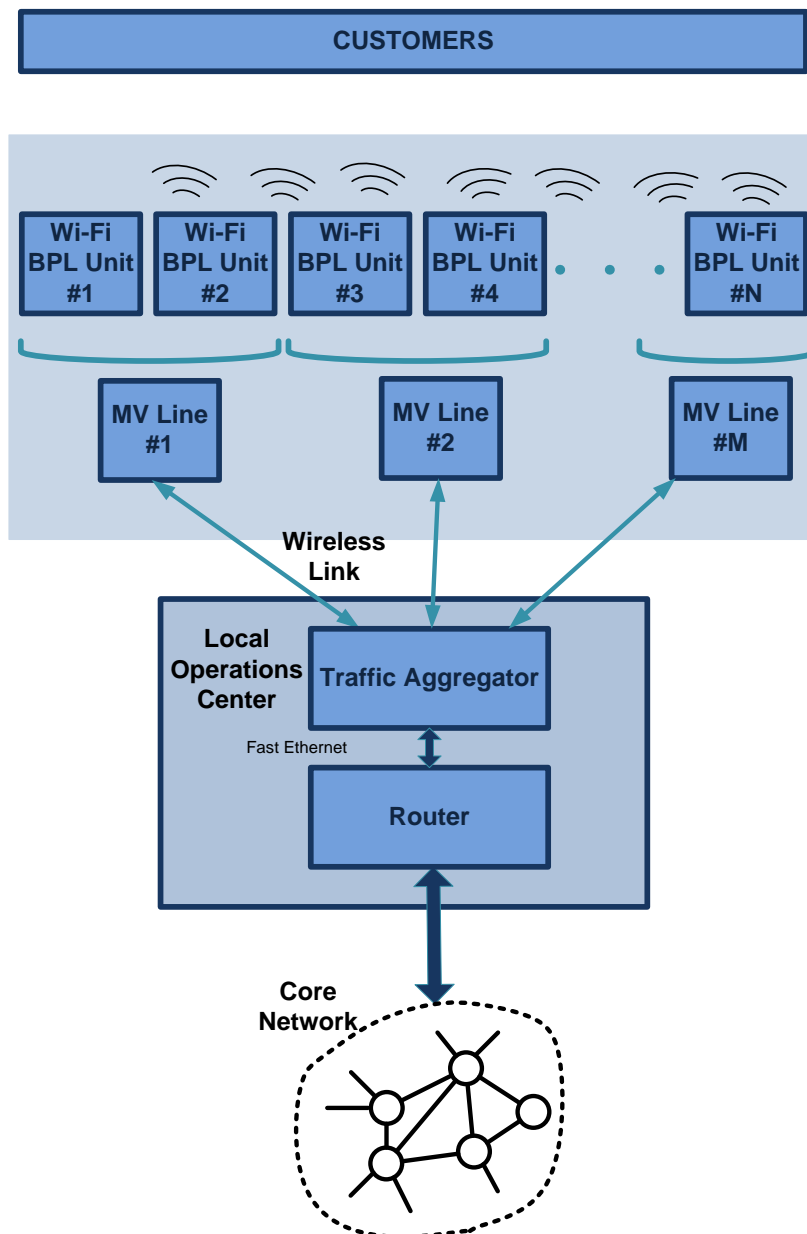 CUSTOMERS
Wi-Fi
BPL Unit
#1
Wi-Fi
BPL Unit
#2
Wi-Fi
BPL Unit
#3
Wi-Fi
BPL Unit
#4
. . .
Wi-Fi
BPL Unit
#N
MV Line
#1
MV Line
#2
MV Line
#M
Wireless
Link
Local
Operations
Center
Traffic Aggregator
Fast Ethernet
Router
Core
Network